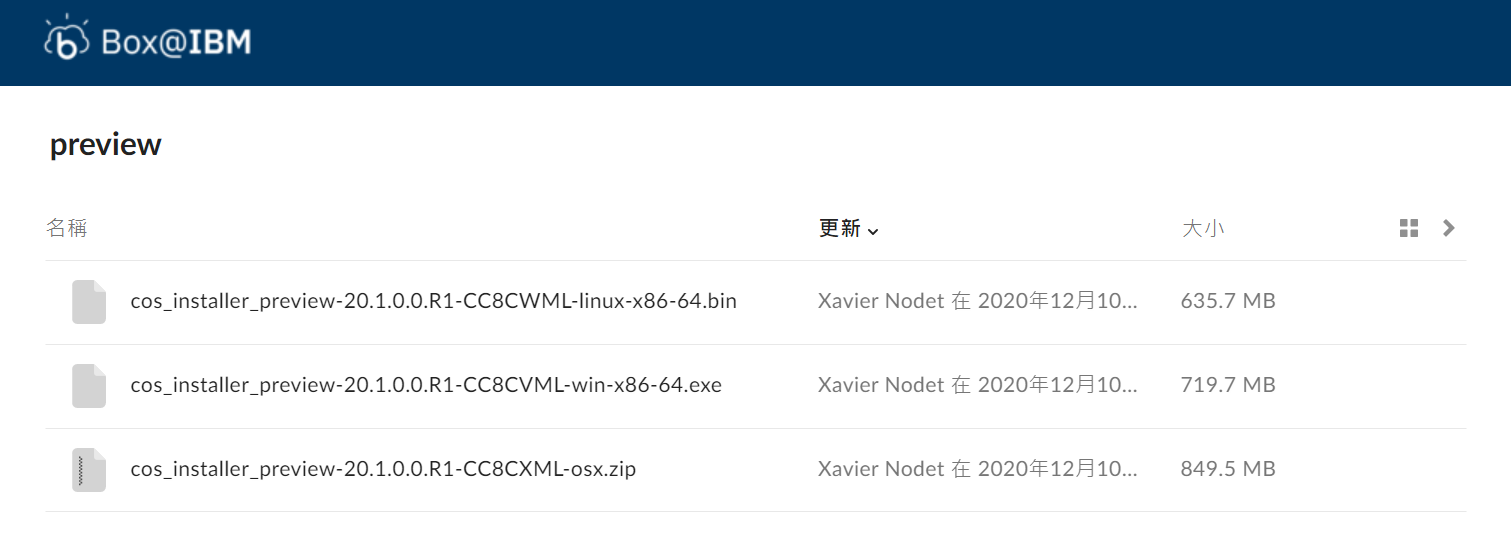 Box@IBM
preview
名稱 更新 大小
cos_installer_preview-20.1.0.0.R1-CC8CWML-linux-x86-64.bin Xavier Nodet 在 2020年12月10... 635.7 MB
cos_installer_preview-20.1.0.0.R1-CC8CVML-win-x86-64.exe Xavier Nodet 在 2020年12月10... 719.7 MB
cos_installer_preview-20.1.0.0.R1-CC8CXML-osx.zip Xavier Nodet 在 2020年12月10... 849.5 MB